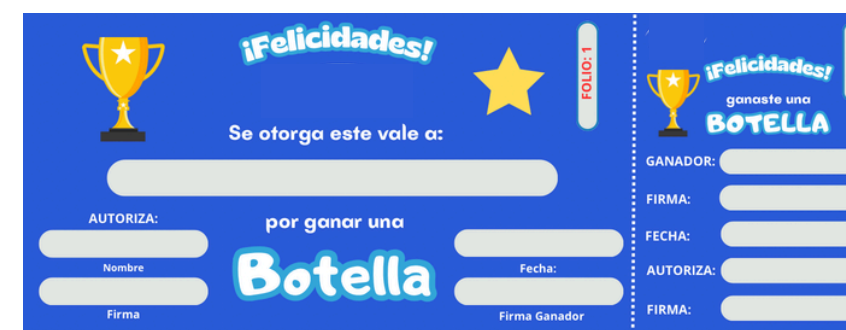 ¡Felicidades!
FOLIO: 1
Se otorga este vale a:
AUTORIZA:
Nombre
Firma
por ganar una
Botella
Fecha:
Firma Ganador
¡Felicidades!
ganaste una
BOTELLA
GANADOR:
FIRMA:
FECHA:
AUTORIZA:
FIRMA: